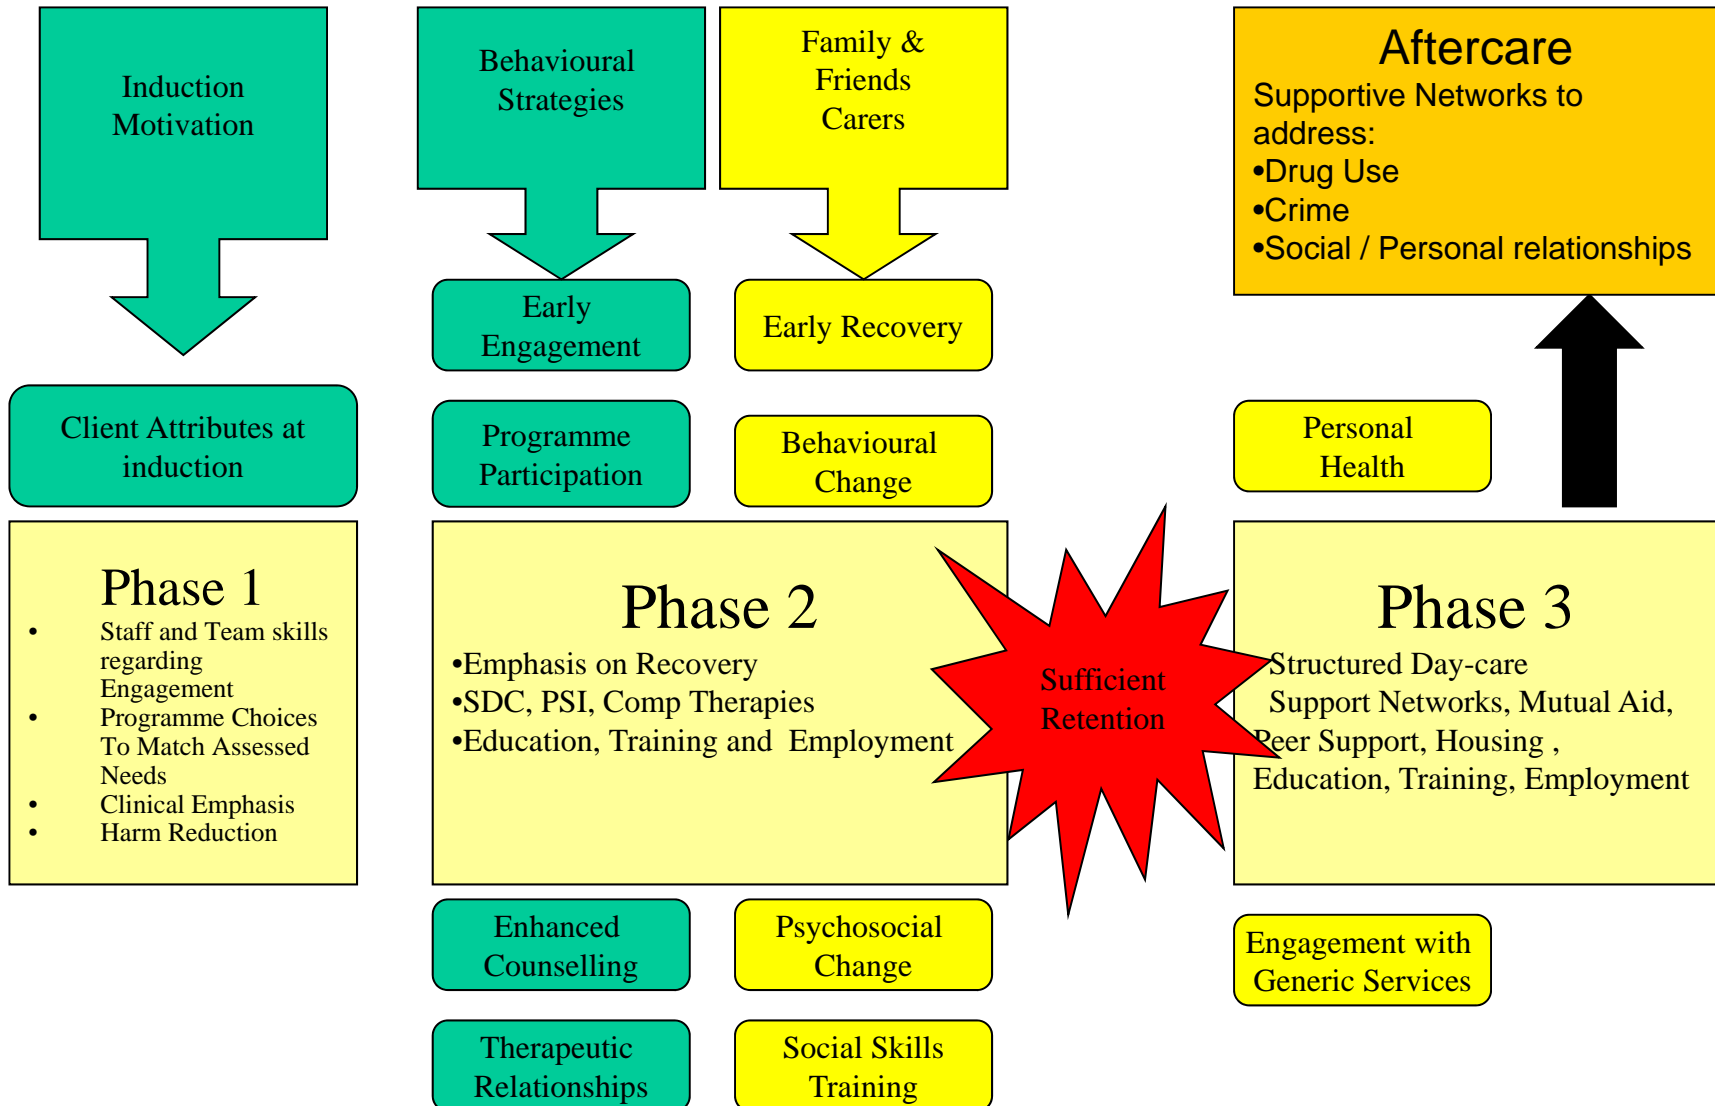 Induction
Motivation
Behavioural
Strategies
Family &
Friends
Carers
Aftercare
Supportive Networks to
address:
•Drug Use
•Crime
•Social / Personal relationships
Early
Engagement
Early Recovery
Client Attributes at
induction
Programme
Participation
Behavioural
Change
Personal
Health
Phase 1
• Staff and Team skills
regarding
Engagement
• Programme Choices
To Match Assessed
Needs
• Clinical Emphasis
• Harm Reduction
Phase 2
•Emphasis on Recovery
•SDC, PSI, Comp Therapies
•Education, Training and Employment
Sufficient
Retention
Phase 3
Structured Day-care
Support Networks, Mutual Aid,
Peer Support, Housing ,
Education, Training, Employment
Enhanced
Counselling
Psychosocial
Change
Engagement with
Generic Services
Therapeutic
Relationships
Social Skills
Training